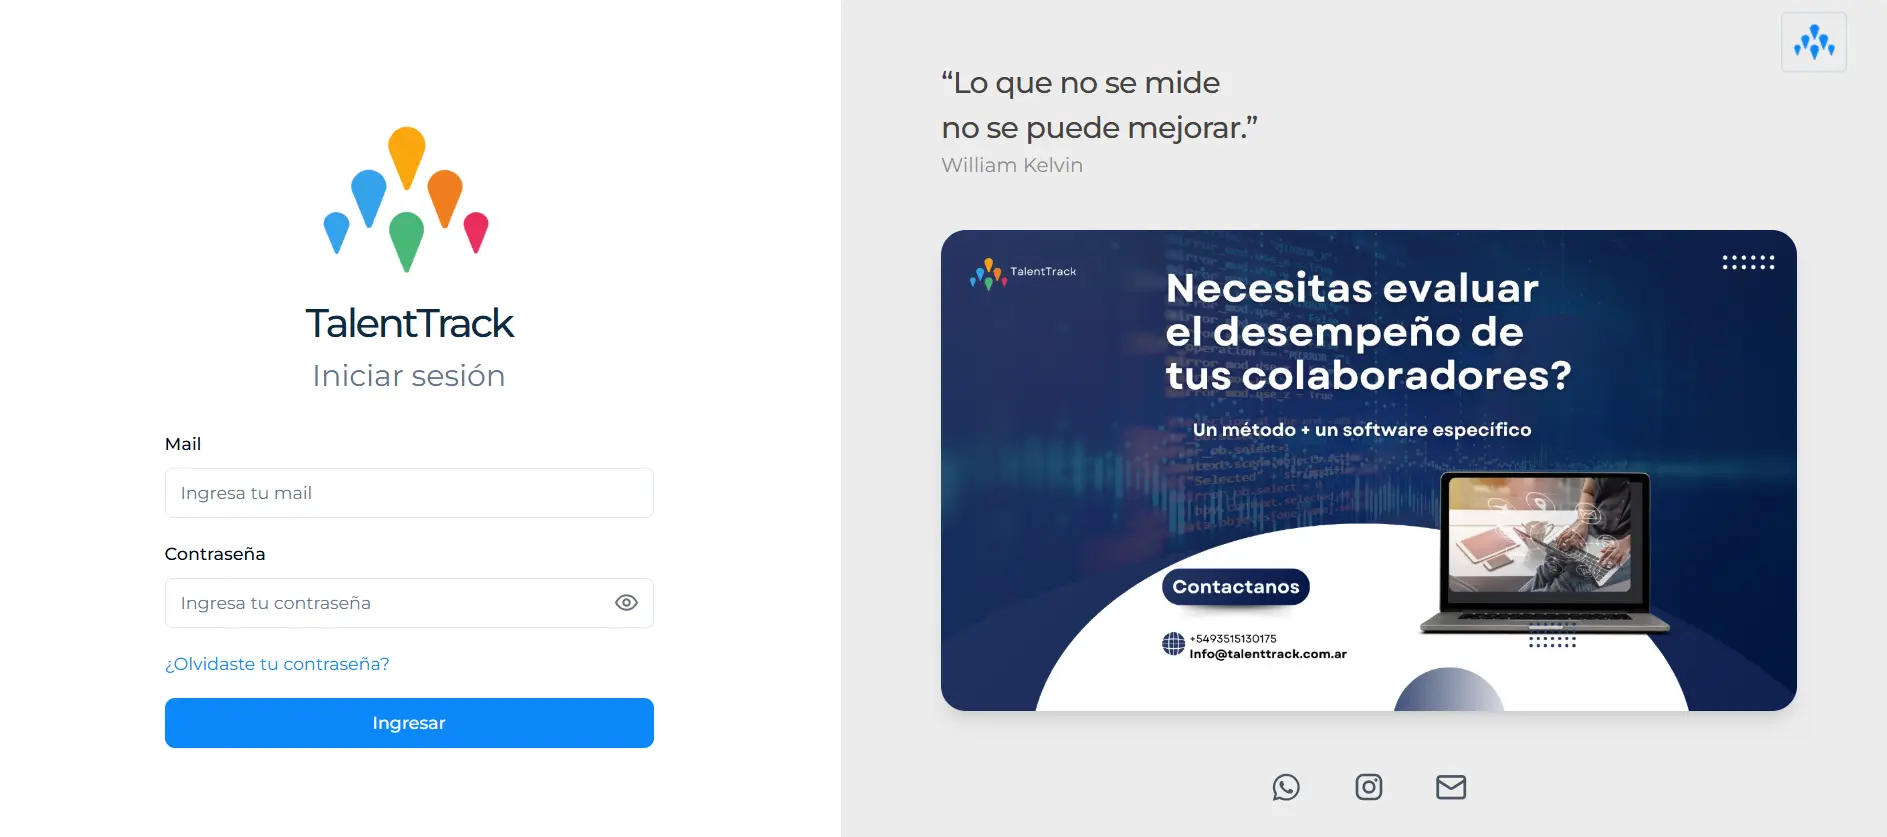 TalentTrack
Iniciar sesión
Mail
Ingresa tu mail
Contraseña
Ingresa tu contraseña
¿Olvidaste tu contraseña?
Ingresar
“Lo que no se mide
no se puede mejorar.”
William Kelvin
TalentTrack
Necesitas evaluar
el desempeño de
tus colaboradores?
Un método + un software específico
Contactanos
+5493515130175
Info@talenttrack.com.ar